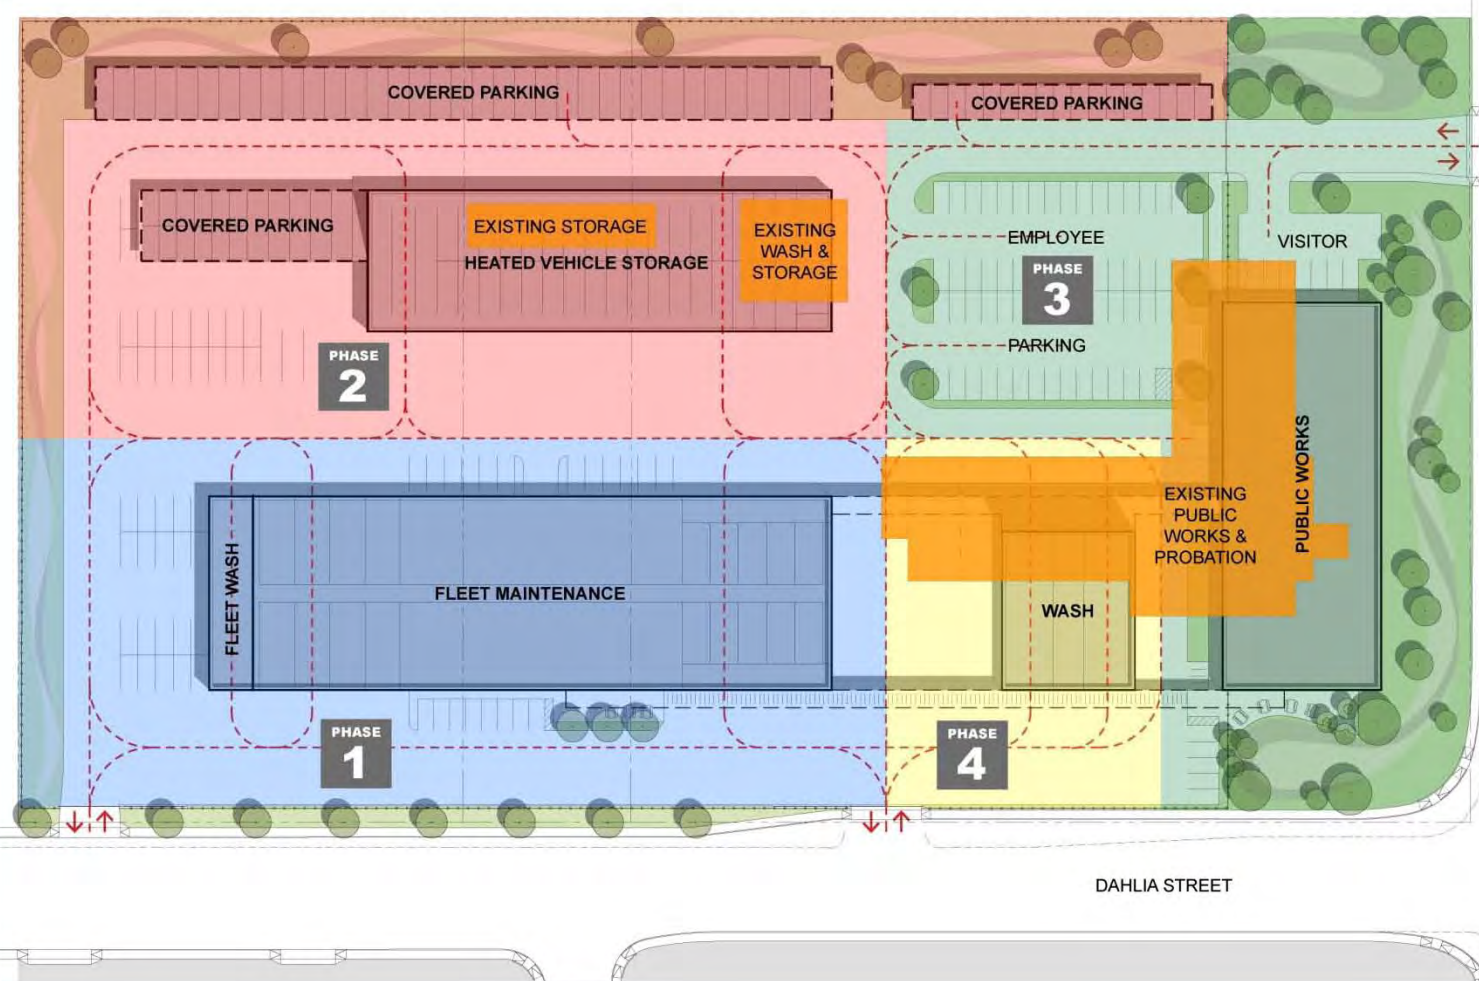 COVERED PARKING
COVERED PARKING
COVERED PARKING
EXISTING STORAGE
HEATED VEHICLE STORAGE
EXISTING
WASH &
STORAGE
EMPLOYEE
PARKING
VISITOR
PHASE
3
PHASE
2
FLEET WASH
FLEET MAINTENANCE
WASH
EXISTING
PUBLIC
WORKS &
PROBATION
PUBLIC WORKS
PHASE
1
PHASE
4
DAHLIA STREET